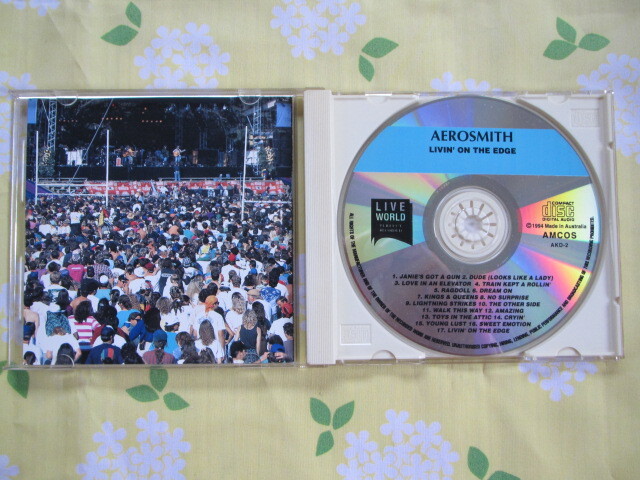 AEROSMITH
LIVIN' ON THE EDGE
LIVE
WORLD
COMPACT
disc
DIGITAL AUDIO
℗ 1994 Made in Australia
AMCOS
AKD-2
1. JANIE'S GOT A GUN 2. DUDE (LOOKS LIKE A LADY)
3. LOVE IN AN ELEVATOR 4. TRAIN KEPT A ROLLIN'
5. RAGDOLL 6. DREAM ON
7. KINGS & QUEENS 8. NO SURPRISE
9. LIGHTNING STRIKES 10. THE OTHER SIDE
11. WALK THIS WAY 12. AMAZING
13. TOYS IN THE ATTIC 14. CRYIN'
15. YOUNG LUST 16. SWEET EMOTION
17. LIVIN' ON THE EDGE